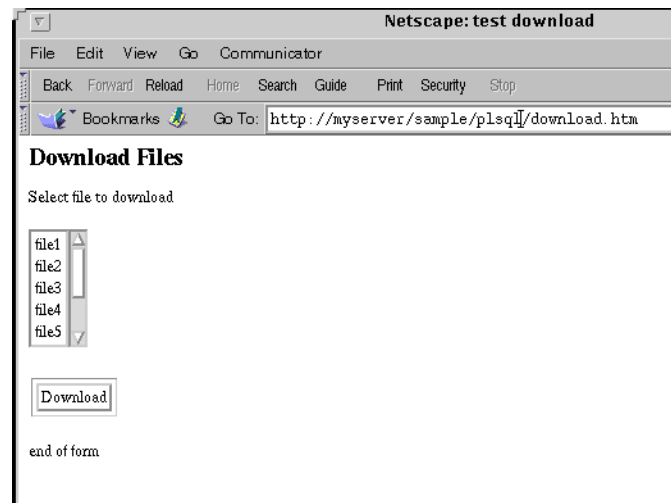 Netscape: test download
File Edit View Go Communicator
Back Forward Reload Home Search Guide Print Security Stop
Bookmarks Go To: http://myserver/sample/plsql/download.htm
Download Files
Select file to download
file1
file2
file3
file4
file5
Download
end of form